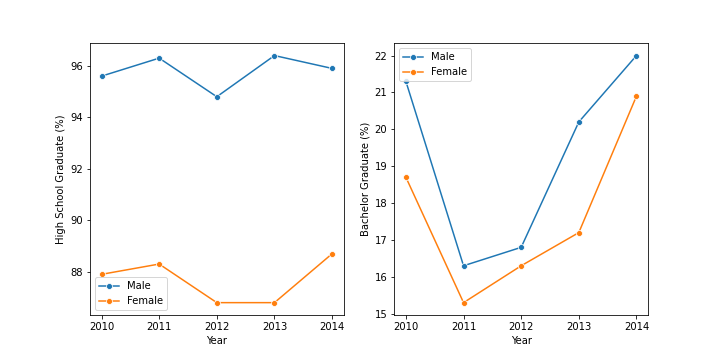 96
94
92
90
88
High School Graduate (%)
Male
Female
2010 2011 2012 2013 2014
Year
22
21
20
19
18
17
16
15
Bachelor Graduate (%)
Male
Female
2010 2011 2012 2013 2014
Year